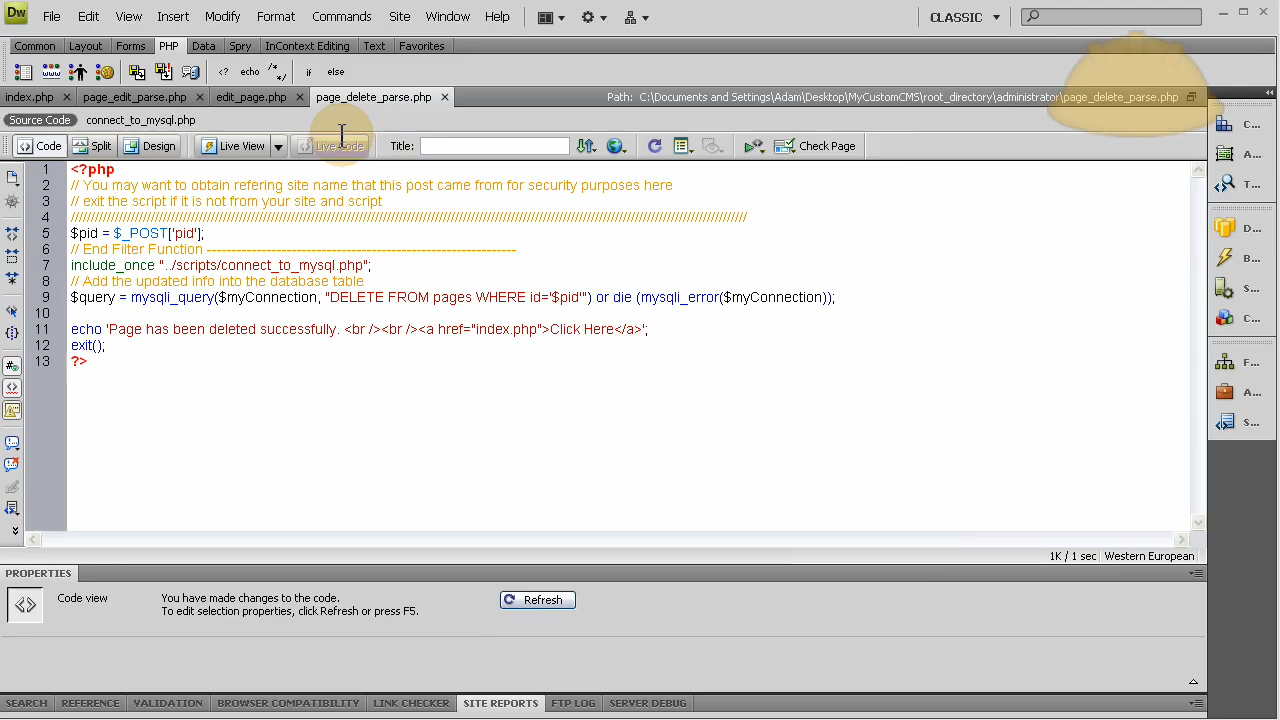 Dw File Edit View Insert Modify Format Commands Site Window Help CLASSIC
Common Layout Forms PHP Data Spry InContext Editing Text Favorites
<? echo /* */ if else
index.php page_edit_parse.php edit_page.php page_delete_parse.php Path: C:\Documents and Settings\Adam\Desktop\MyCustomCMS\root_directory\administrator\page_delete_parse.php
Source Code connect_to_mysql.php
Code Split Design Live View Live Code Title: Check Page
1 <?php
2 // You may want to obtain refering site name that this post came from for security purposes here
3 // exit the script if it is not from your site and script
4
5 $pid = $_POST['pid'];
6 // End Filter Function ---------------------------------------------------------------
7 include_once "../scripts/connect_to_mysql.php";
8 // Add the updated info into the database table
9 $query = mysqli_query($myConnection, "DELETE FROM pages WHERE id='$pid'") or die (mysqli_error($myConnection));
10
11 echo 'Page has been deleted successfully. <br /><br /><a href="index.php">Click Here</a>';
12 exit();
13 ?>
C...
A...
T...
D...
B...
S...
C...
F...
A...
S...
1K / 1 sec Western European
PROPERTIES
Code view You have made changes to the code. Refresh
To edit selection properties, click Refresh or press F5.
SEARCH REFERENCE VALIDATION BROWSER COMPATIBILITY LINK CHECKER SITE REPORTS FTP LOG SERVER DEBUG